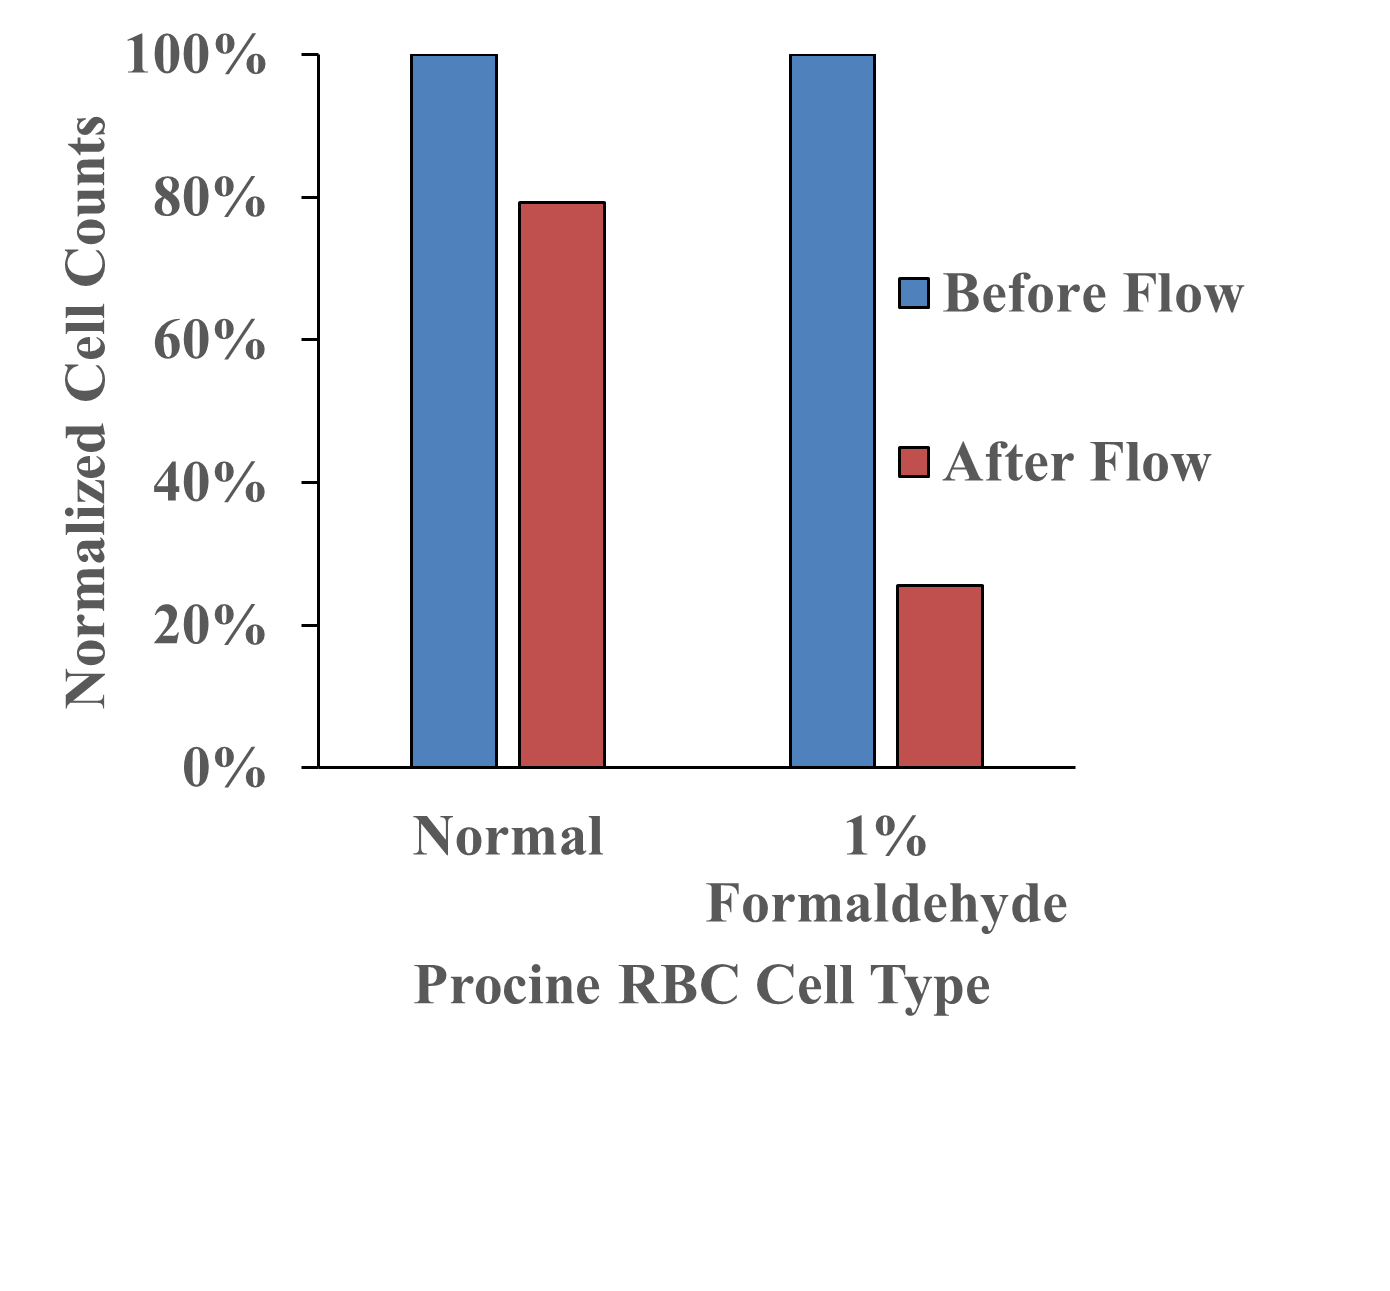 100%
80%
60%
40%
20%
0%
Normalized Cell Counts
Before Flow
After Flow
Normal
1%
Formaldehyde
Procine RBC Cell Type